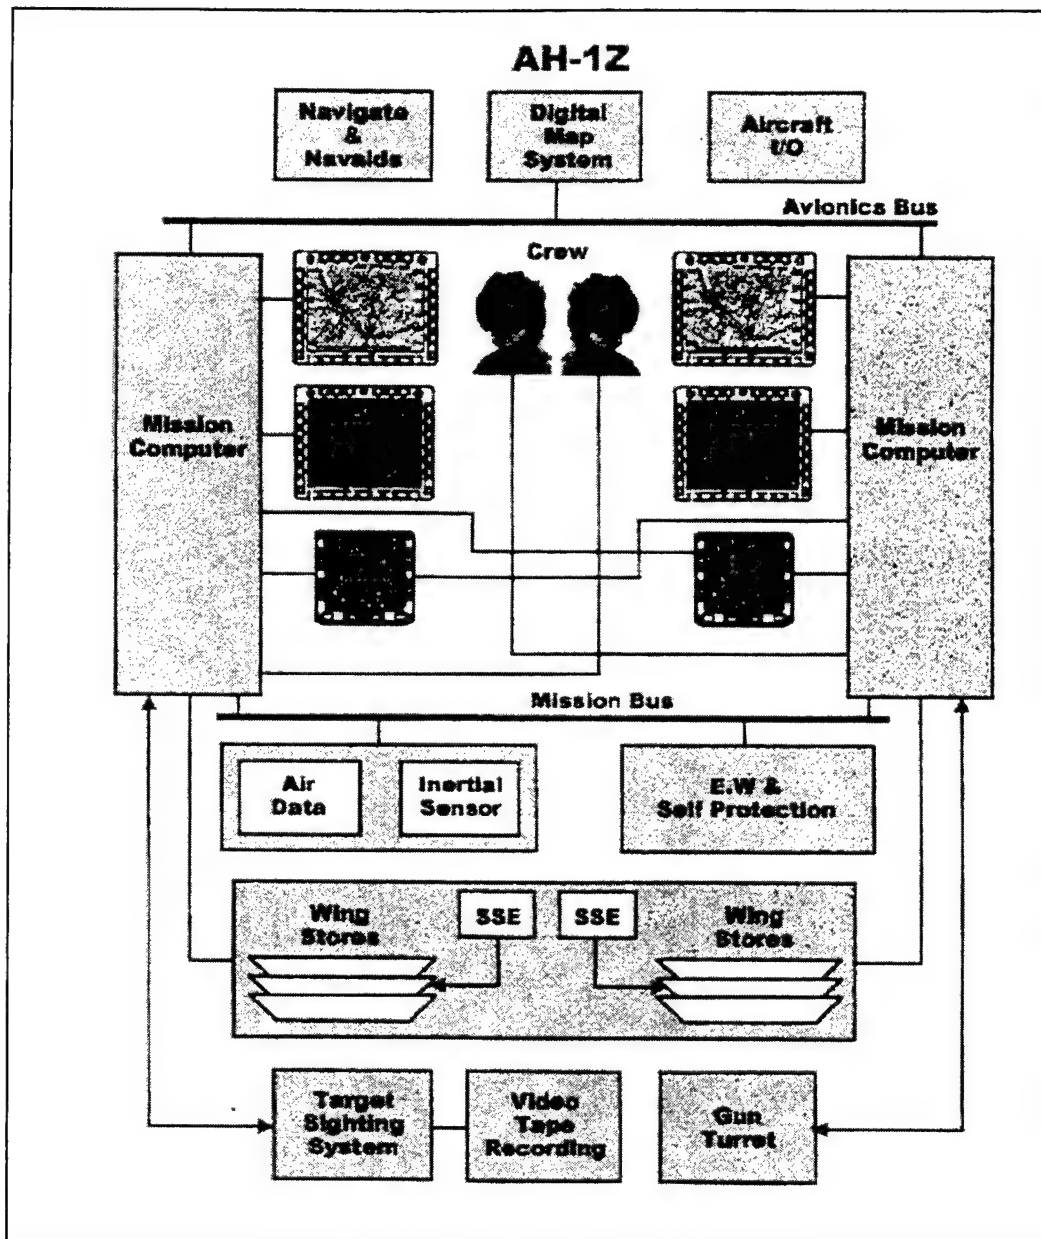 AH-1Z
Navigate
&
Navaids
Digital
Map
System
Aircraft
I/O
Avionics Bus
Crew
Mission
Computer
Mission
Computer
Mission Bus
Air
Data
Inertial
Sensor
E.W &
Self Protection
Wing
Stores
SSE
SSE
Wing
Stores
Target
Sighting
System
Video
Tape
Recording
Gun
Turret